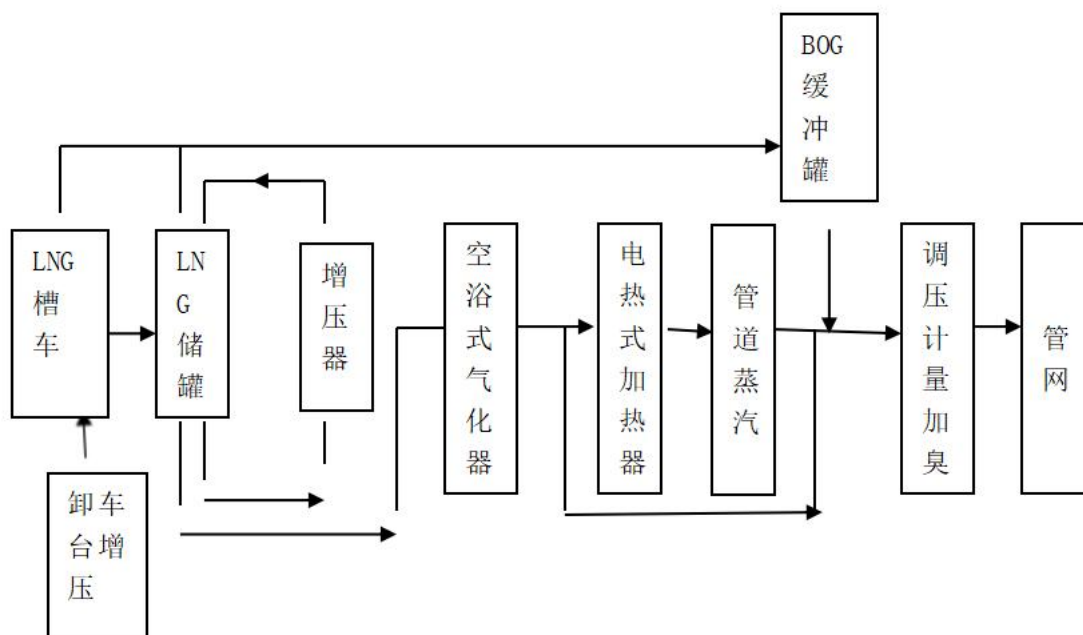 BOG
缓
冲
罐
LNG
槽
车
LN
G
储
罐
增
压
器
空
浴
式
气
化
器
电
热
式
加
热
器
管
道
蒸
汽
调
压
计
量
加
臭
管
网
卸车
台增
压